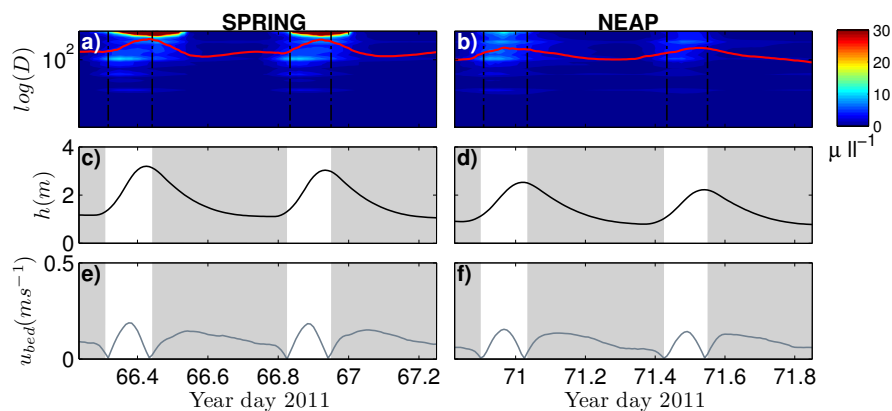 SPRING NEAP
a) b)
log(D)
10²
30
20
10
0
μ ll⁻¹
c) d)
h(m)
4
2
0
e) f)
u_bed(ms⁻¹)
0.5
0
66.4 66.6 66.8 67 67.2
71 71.2 71.4 71.6 71.8
Year day 2011 Year day 2011